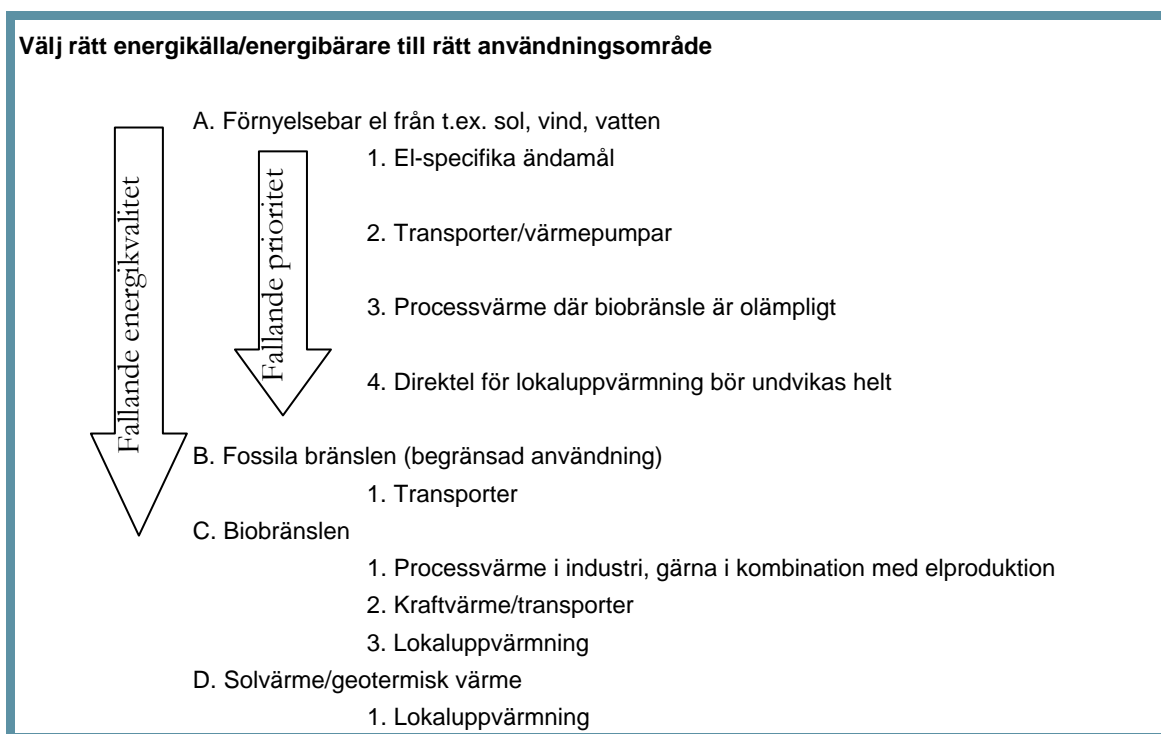 Välj rätt energikälla/energibärare till rätt användningsområde
A. Förnyelsebar el från t.ex. sol, vind, vatten
1. El-specifika ändamål
2. Transporter/värmepumpar
3. Processvärme där biobränsle är olämpligt
4. Direktel för lokaluppvärmning bör undvikas helt
Fallande energikvalitet
Fallande prioritet
B. Fossila bränslen (begränsad användning)
1. Transporter
C. Biobränslen
1. Processvärme i industri, gärna i kombination med elproduktion
2. Kraftvärme/transporter
3. Lokaluppvärmning
D. Solvärme/geotermisk värme
1. Lokaluppvärmning